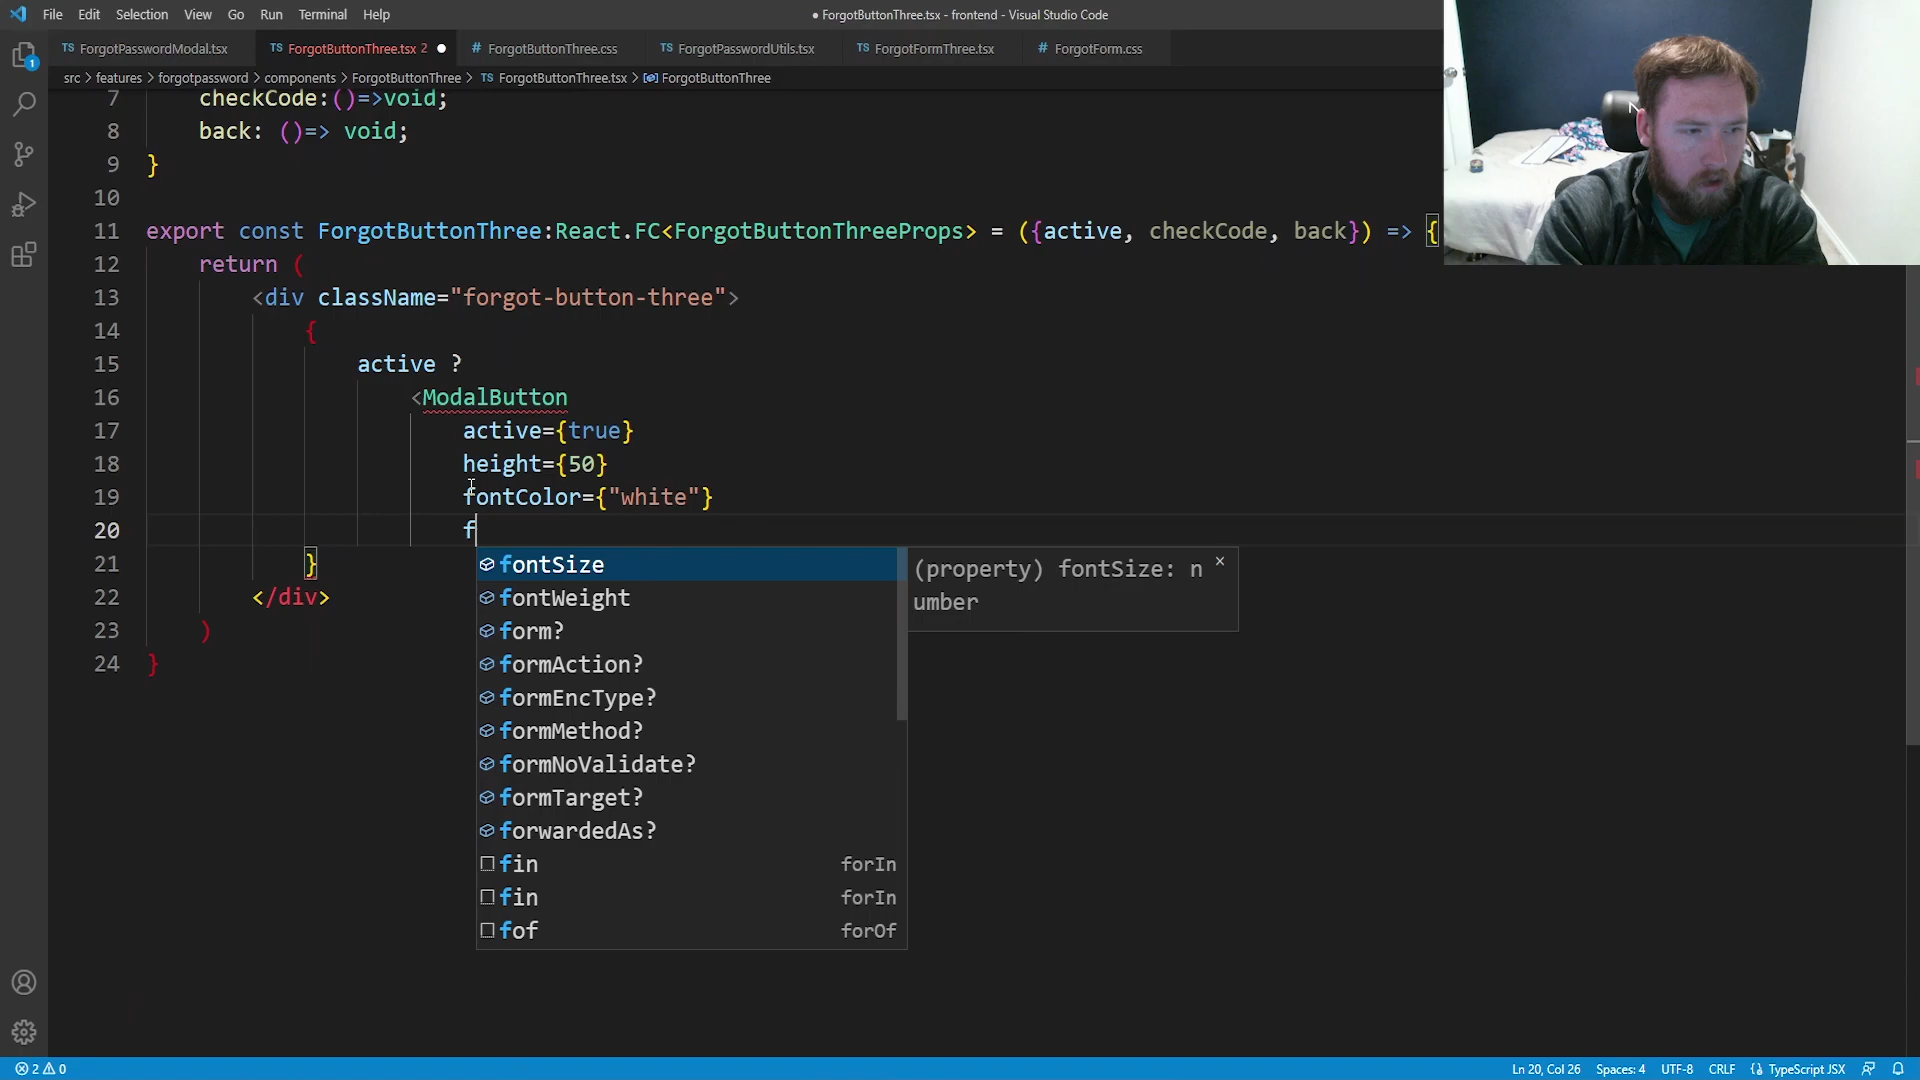 File Edit Selection View Go Run Terminal Help
● ForgotButtonThree.tsx - frontend - Visual Studio Code
TS ForgotPasswordModal.tsx TS ForgotButtonThree.tsx 2 ● # ForgotButtonThree.css TS ForgotPasswordUtils.tsx TS ForgotFormThree.tsx # ForgotForm.css
src > features > forgotpassword > components > ForgotButtonThree > TS ForgotButtonThree.tsx > ForgotButtonThree
1
7 checkCode:()=>void;
8 back: ()=> void;
9 }
10
11 export const ForgotButtonThree:React.FC<ForgotButtonThreeProps> = ({active, checkCode, back}) => {
12 return (
13 <div className="forgot-button-three">
14 {
15 active ?
16 <ModalButton
17 active={true}
18 height={50}
19 fontColor={"white"}
20 f
21 }
22 </div>
23 )
24 }
fontSize
fontWeight
form?
formAction?
formEncType?
formMethod?
formNoValidate?
formTarget?
forwardedAs?
fin forIn
fin forIn
fof forOf
(property) fontSize: n
umber
2 0 Ln 20, Col 26 Spaces: 4 UTF-8 CRLF {} TypeScript JSX